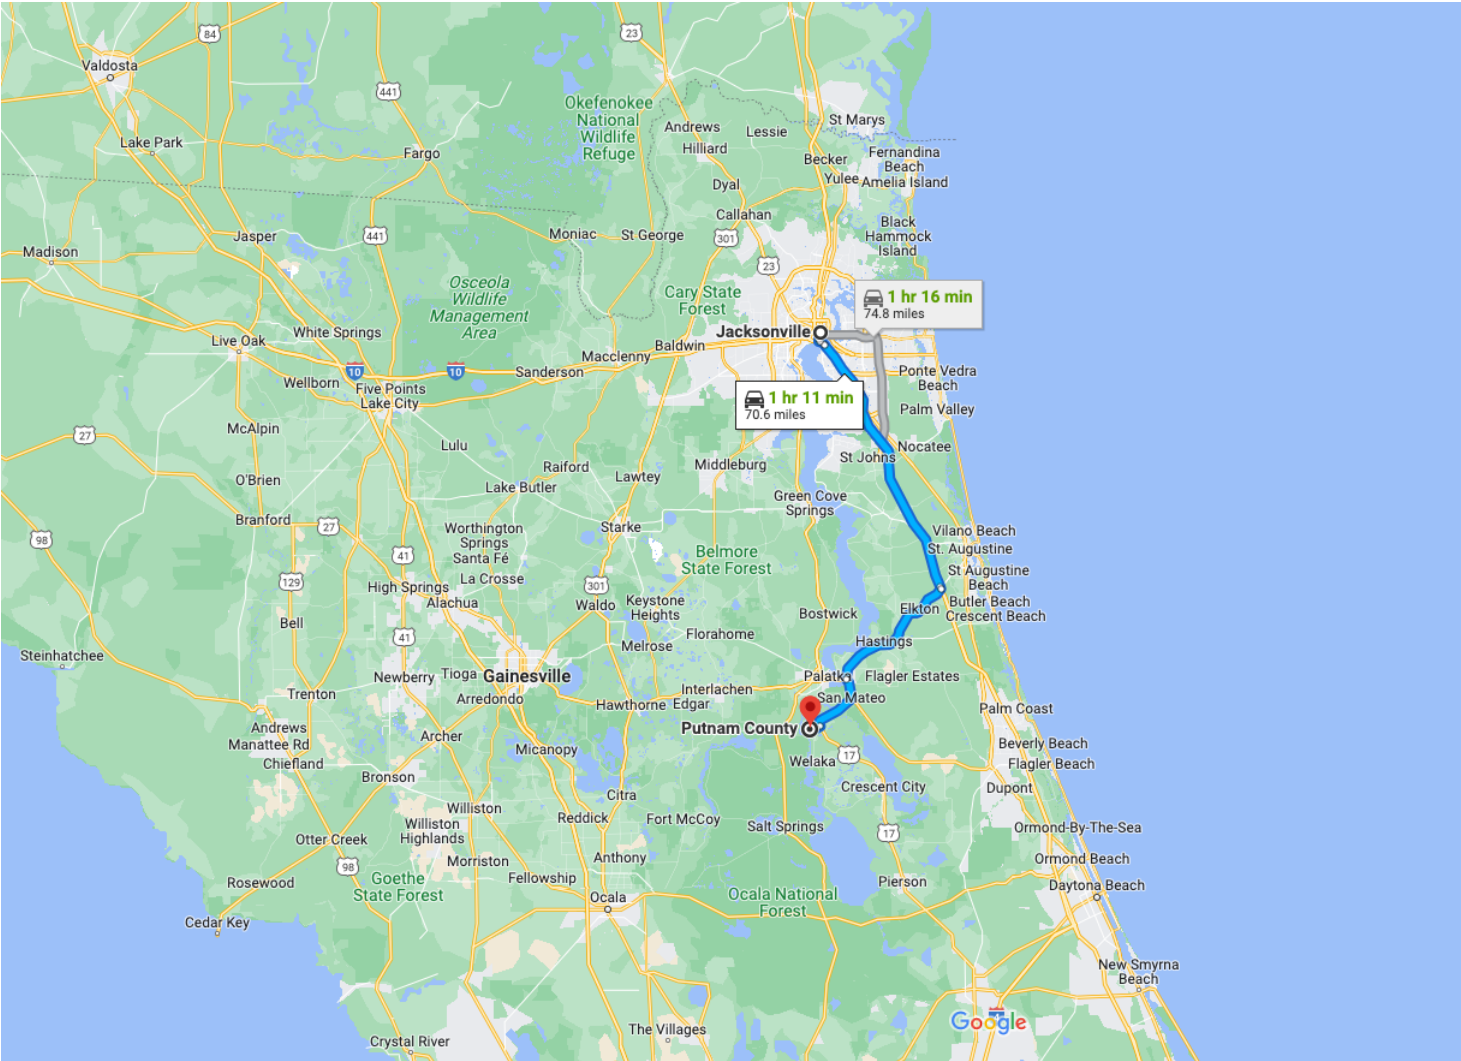 84
23
Valdosta
441
Okefenokee
National
Wildlife
Refuge
St Marys
Andrews
Lessie
Lake Park
Hilliard
Fargo
Becker
Fernandina
Beach
Yulee
Amelia Island
Dyal
Callahan
Black
Hammock
Island
Jasper
441
Moniac
St George
301
Madison
23
Osceola
Wildlife
Management
Area
Cary State
Forest
1 hr 16 min
74.8 miles
White Springs
Jacksonville
Live Oak
Baldwin
Macclenny
10
10
Sanderson
Wellborn
Five Points
Lake City
Ponte Vedra
Beach
1 hr 11 min
70.6 miles
Palm Valley
McAlpin
27
Lulu
Nocatee
St Johns
Raiford
Middleburg
O'Brien
Lake Butler
Lawtey
Green Cove
Springs
Branford
27
Worthington
Springs
Santa Fé
Starke
Vilano Beach
98
41
Belmore
State Forest
St. Augustine
St Augustine
Beach
129
High Springs
La Crosse
301
Alachua
Waldo
Keystone
Heights
Butler Beach
Elkton
Crescent Beach
Bostwick
Bell
41
Florahome
Hastings
Melrose
Steinhatchee
Newberry
Tioga
Gainesville
Palatka
Flagler Estates
Trenton
Arredondo
Interlachen
Hawthorne
Edgar
San Mateo
Palm Coast
Andrews
Manattee Rd
Archer
Putnam County
Micanopy
Beverly Beach
Chiefland
Welaka
17
Flagler Beach
Bronson
Crescent City
Dupont
Citra
Williston
Reddick
Fort McCoy
Williston
Highlands
Salt Springs
17
Ormond-By-The-Sea
Otter Creek
98
Morriston
Anthony
Ormond Beach
Goethe
State Forest
Fellowship
Rosewood
Ocala
Ocala National
Forest
Pierson
Daytona Beach
Cedar Key
New Smyrna
Beach
The Villages
Google
Crystal River